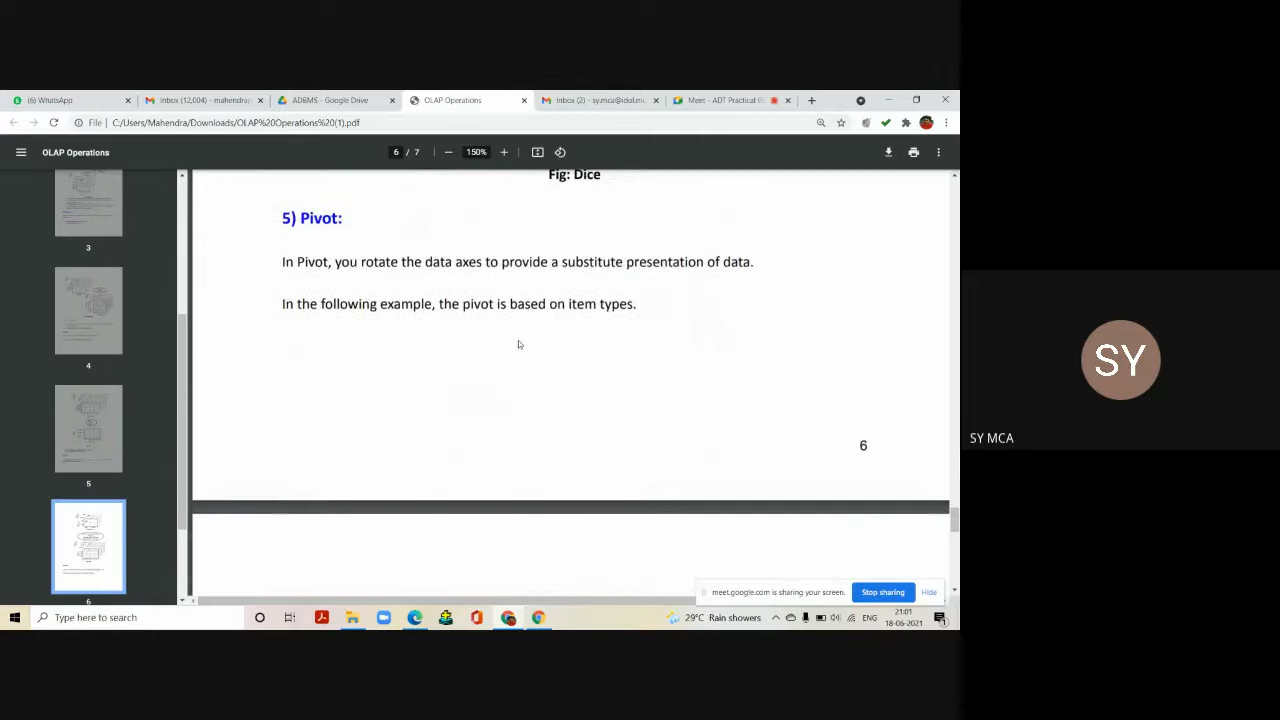 (6) WhatsApp
Inbox (12,004) - mahendra
ADBMS - Google Drive
OLAP Operations
Inbox (2) - sy.mca@idol.mu
Meet - ADT Practical
File
C:/Users/Mahendra/Downloads/OLAP%20Operations%20(1).pdf
OLAP Operations
6 / 7
150%
Fig: Dice
5) Pivot:
In Pivot, you rotate the data axes to provide a substitute presentation of data.
In the following example, the pivot is based on item types.
6
3
4
5
6
SY
SY MCA
meet.google.com is sharing your screen.
Stop sharing
Hide
Type here to search
29°C Rain showers
ENG
21:01
18-06-2021